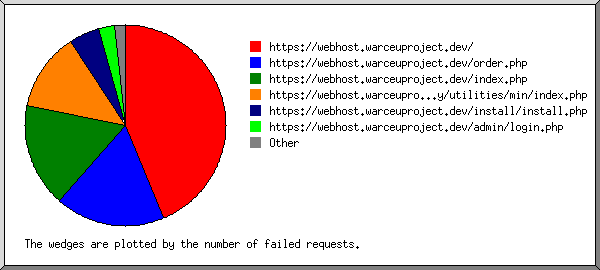 https://webhost.warceuproject.dev/
https://webhost.warceuproject.dev/order.php
https://webhost.warceuproject.dev/index.php
https://webhost.warceupro...y/utilities/min/index.php
https://webhost.warceuproject.dev/install/install.php
https://webhost.warceuproject.dev/admin/login.php
Other
The wedges are plotted by the number of failed requests.